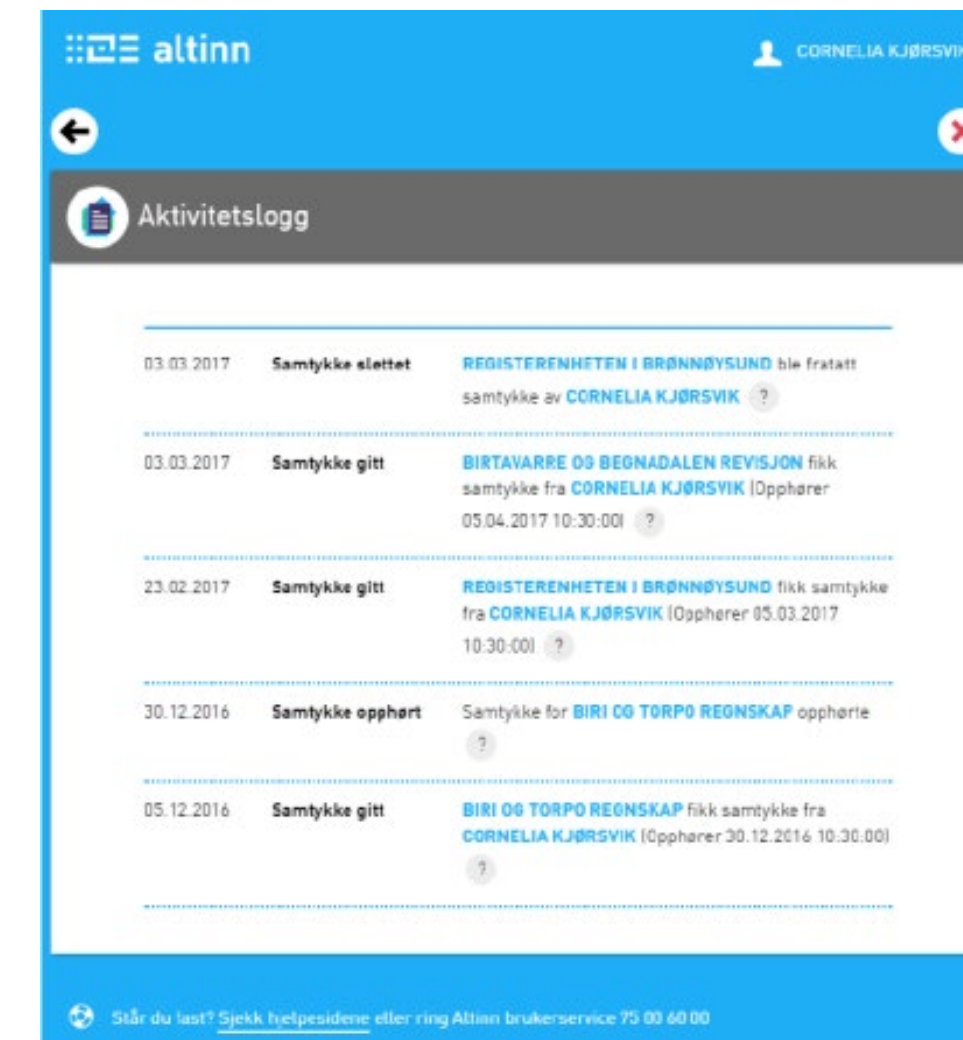 altinn
CORNELIA KJØRSVIK
Aktivitetslogg
03.03.2017 Samtykke slettet REGISTERENHETEN I BRØNNØYSUND ble fratatt
samtykke av CORNELIA KJØRSVIK ?
03.03.2017 Samtykke gitt BIRTAVARRE OG BEGNADALEN REVISJON fikk
samtykke fra CORNELIA KJØRSVIK (Opphører
05.04.2017 10:30:00) ?
23.02.2017 Samtykke gitt REGISTERENHETEN I BRØNNØYSUND fikk samtykke
fra CORNELIA KJØRSVIK (Opphører 05.03.2017
10:30:00) ?
30.12.2016 Samtykke opphørt Samtykke for BIRI OG TORPO REGNSKAP opphørte
?
05.12.2016 Samtykke gitt BIRI OG TORPO REGNSKAP fikk samtykke fra
CORNELIA KJØRSVIK (Opphører 30.12.2016 10:30:00)
?
Står du fast? Sjekk hjelpesidene eller ring Altinn brukerservice 75 00 60 00